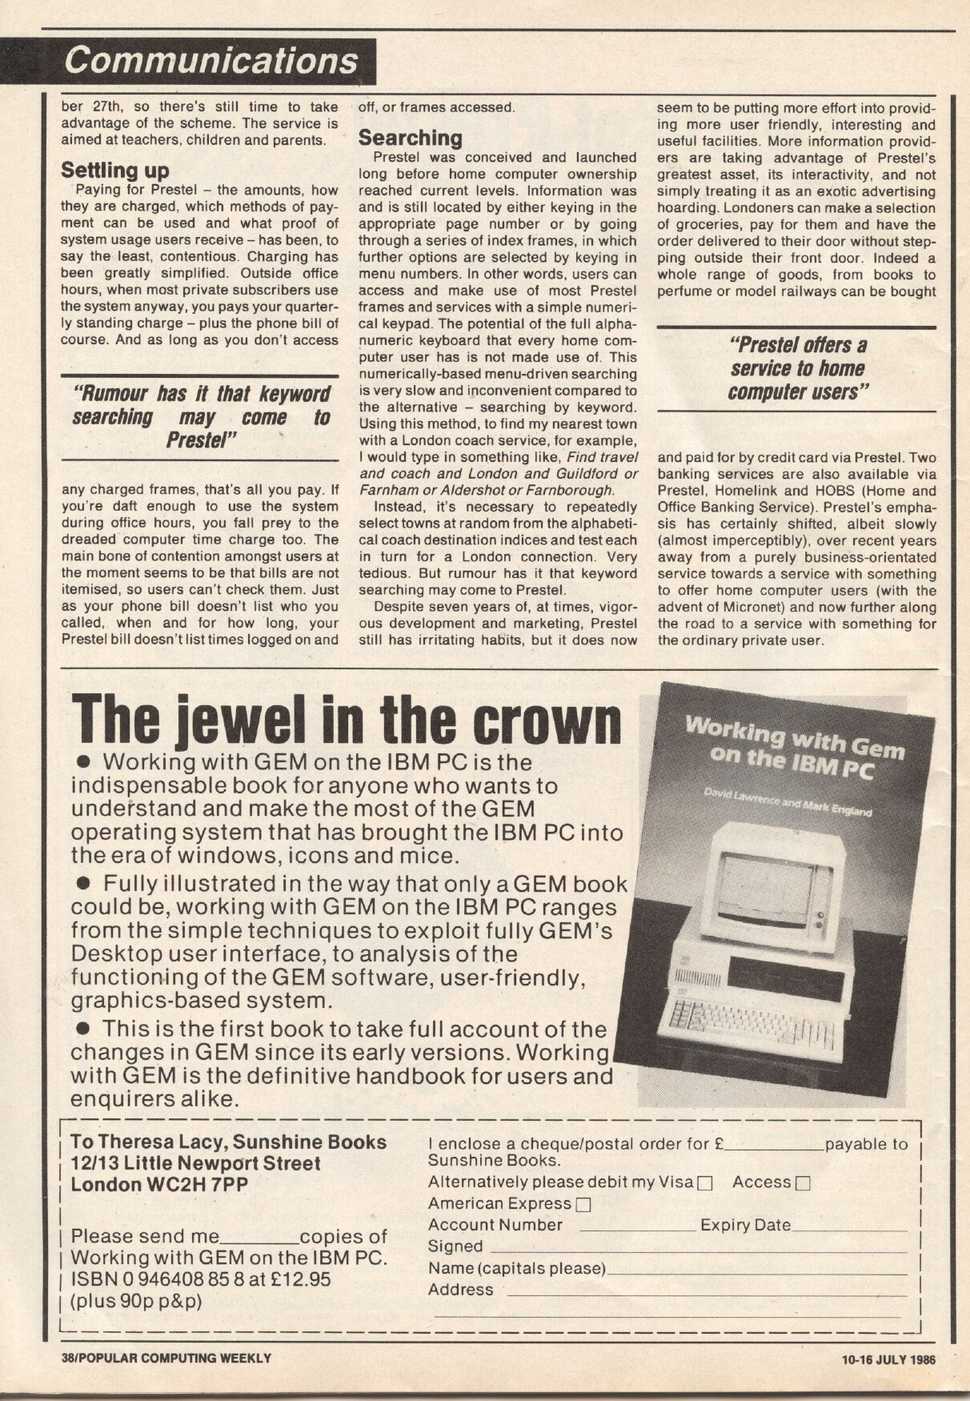 Communications
ber 27th, so there's still time to take
advantage of the scheme. The service is
aimed at teachers, children and parents.
Settling up
Paying for Prestel – the amounts, how
they are charged, which methods of pay-
ment can be used and what proof of
system usage users receive – has been, to
say the least, contentious. Charging has
been greatly simplified. Outside office
hours, when most private subscribers use
the system anyway, you pays your quarter-
ly standing charge – plus the phone bill of
course. And as long as you don't access
"Rumour has it that keyword
searching may come to
Prestel"
any charged frames, that's all you pay. If
you're daft enough to use the system
during office hours, you fall prey to the
dreaded computer time charge too. The
main bone of contention amongst users at
the moment seems to be that bills are not
itemised, so users can't check them. Just
as your phone bill doesn't list who you
called, when and for how long, your
Prestel bill doesn't list times logged on and
off, or frames accessed.
Searching
Prestel was conceived and launched
long before home computer ownership
reached current levels. Information was
and is still located by either keying in the
appropriate page number or by going
through a series of index frames, in which
further options are selected by keying in
menu numbers. In other words, users can
access and make use of most Prestel
frames and services with a simple numeri-
cal keypad. The potential of the full alpha-
numeric keyboard that every home com-
puter user has is not made use of. This
numerically-based menu-driven searching
is very slow and inconvenient compared to
the alternative – searching by keyword.
Using this method, to find my nearest town
with a London coach service, for example,
I would type in something like, Find travel
and coach and London and Guildford or
Farnham or Aldershot or Farnborough.
Instead, it's necessary to repeatedly
select towns at random from the alphabeti-
cal coach destination indices and test each
in turn for a London connection. Very
tedious. But rumour has it that keyword
searching may come to Prestel.
Despite seven years of, at times, vigor-
ous development and marketing, Prestel
still has irritating habits, but it does now
seem to be putting more effort into provid-
ing more user friendly, interesting and
useful facilities. More information provid-
ers are taking advantage of Prestel's
greatest asset, its interactivity, and not
simply treating it as an exotic advertising
hoarding. Londoners can make a selection
of groceries, pay for them and have the
order delivered to their door without step-
ping outside their front door. Indeed a
whole range of goods, from books to
perfume or model railways can be bought
"Prestel offers a
service to home
computer users"
and paid for by credit card via Prestel. Two
banking services are also available via
Prestel, Homelink and HOBS (Home and
Office Banking Service). Prestel's empha-
sis has certainly shifted, albeit slowly
(almost imperceptibly), over recent years
away from a purely business-orientated
service towards a service with something
to offer home computer users (with the
advent of Micronet) and now further along
the road to a service with something for
the ordinary private user.
The jewel in the crown
● Working with GEM on the IBM PC is the
indispensable book for anyone who wants to
understand and make the most of the GEM
operating system that has brought the IBM PC into
the era of windows, icons and mice.
● Fully illustrated in the way that only a GEM book
could be, working with GEM on the IBM PC ranges
from the simple techniques to exploit fully GEM's
Desktop user interface, to analysis of the
functioning of the GEM software, user-friendly,
graphics-based system.
● This is the first book to take full account of the
changes in GEM since its early versions. Working
with GEM is the definitive handbook for users and
enquirers alike.
Working with Gem
on the IBM PC
David Lawrence and Mark England
To Theresa Lacy, Sunshine Books
12/13 Little Newport Street
London WC2H 7PP
Please send me________copies of
Working with GEM on the IBM PC.
ISBN 0 946408 85 8 at £12.95
(plus 90p p&p)
I enclose a cheque/postal order for £__________payable to
Sunshine Books.
Alternatively please debit my Visa □ Access □
American Express □
Account Number ____________ Expiry Date____________
Signed ____________
Name (capitals please)____________
Address ____________
38/POPULAR COMPUTING WEEKLY
10-16 JULY 1986